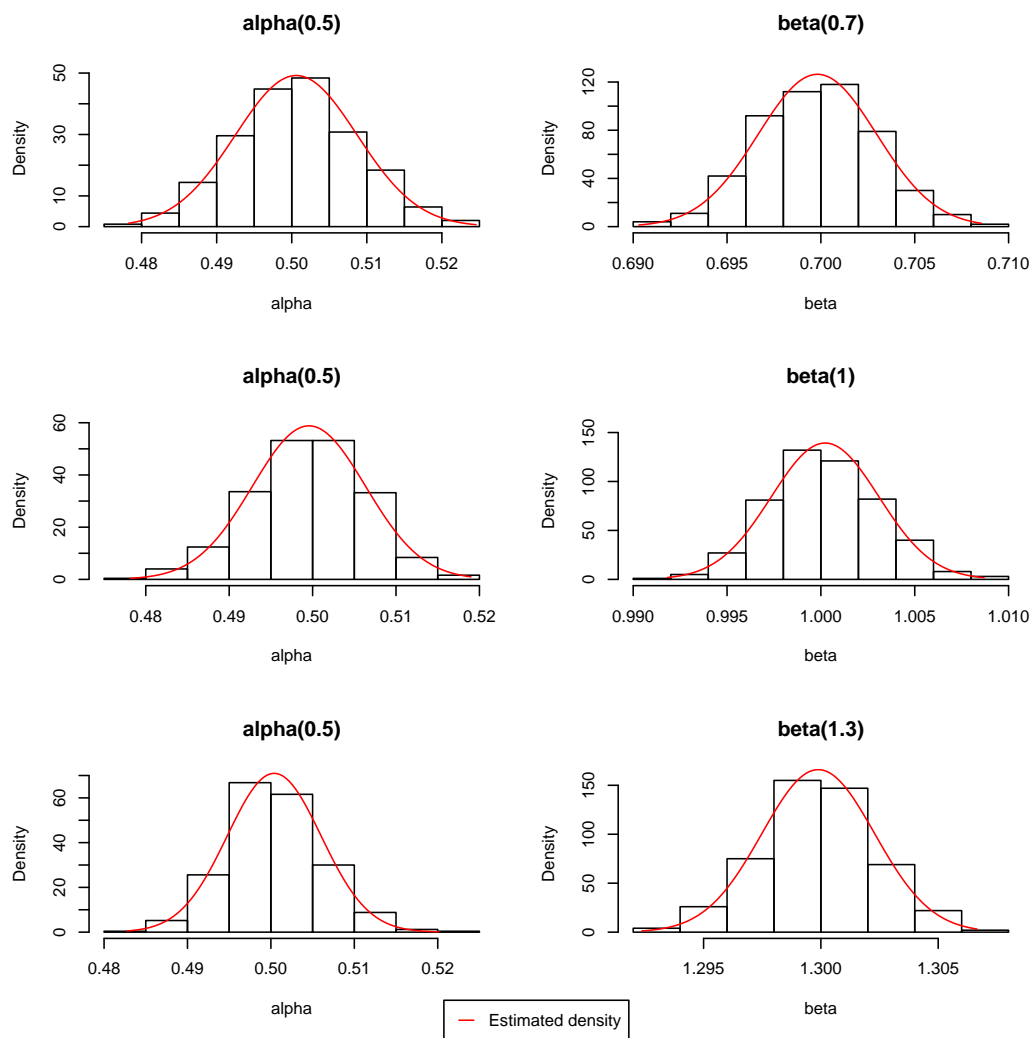 alpha(0.5)
Density
0 10 30 50
0.48 0.49 0.50 0.51 0.52
alpha
beta(0.7)
Density
0 40 80 120
0.690 0.695 0.700 0.705 0.710
beta
alpha(0.5)
Density
0 20 40 60
0.48 0.49 0.50 0.51 0.52
alpha
beta(1)
Density
0 50 100 150
0.990 0.995 1.000 1.005 1.010
beta
alpha(0.5)
Density
0 20 40 60
0.48 0.49 0.50 0.51 0.52
alpha
beta(1.3)
Density
0 50 100 150
1.295 1.300 1.305
beta
Estimated density